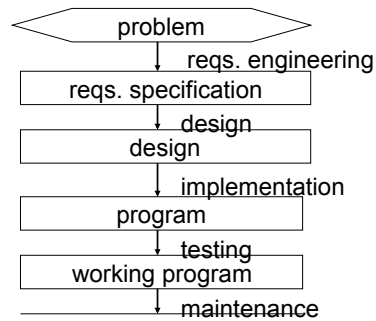 problem
reqs. engineering
reqs. specification
design
design
implementation
program
testing
working program
maintenance